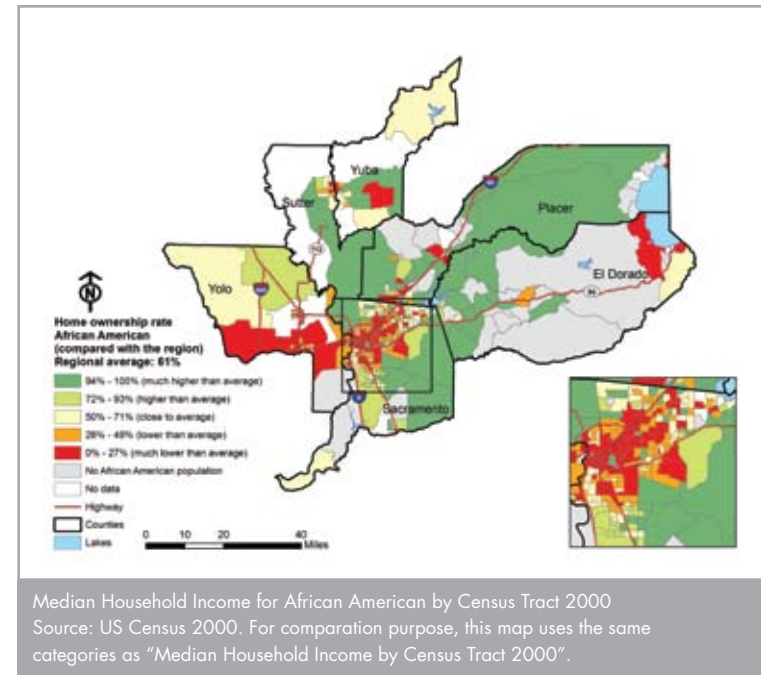 Yuba
Sutter
Placer
Yolo
El Dorado
Sacramento
N
Home ownership rate
African American
(compared with the region)
Regional average: 61%
94% - 100% (much higher than average)
72% - 93% (higher than average)
50% - 71% (close to average)
28% - 49% (lower than average)
0% - 27% (much lower than average)
No African American population
No data
Highway
Counties
Lakes
0 10 20 40
Miles
Median Household Income for African American by Census Tract 2000
Source: US Census 2000. For comparation purpose, this map uses the same
categories as “Median Household Income by Census Tract 2000”.